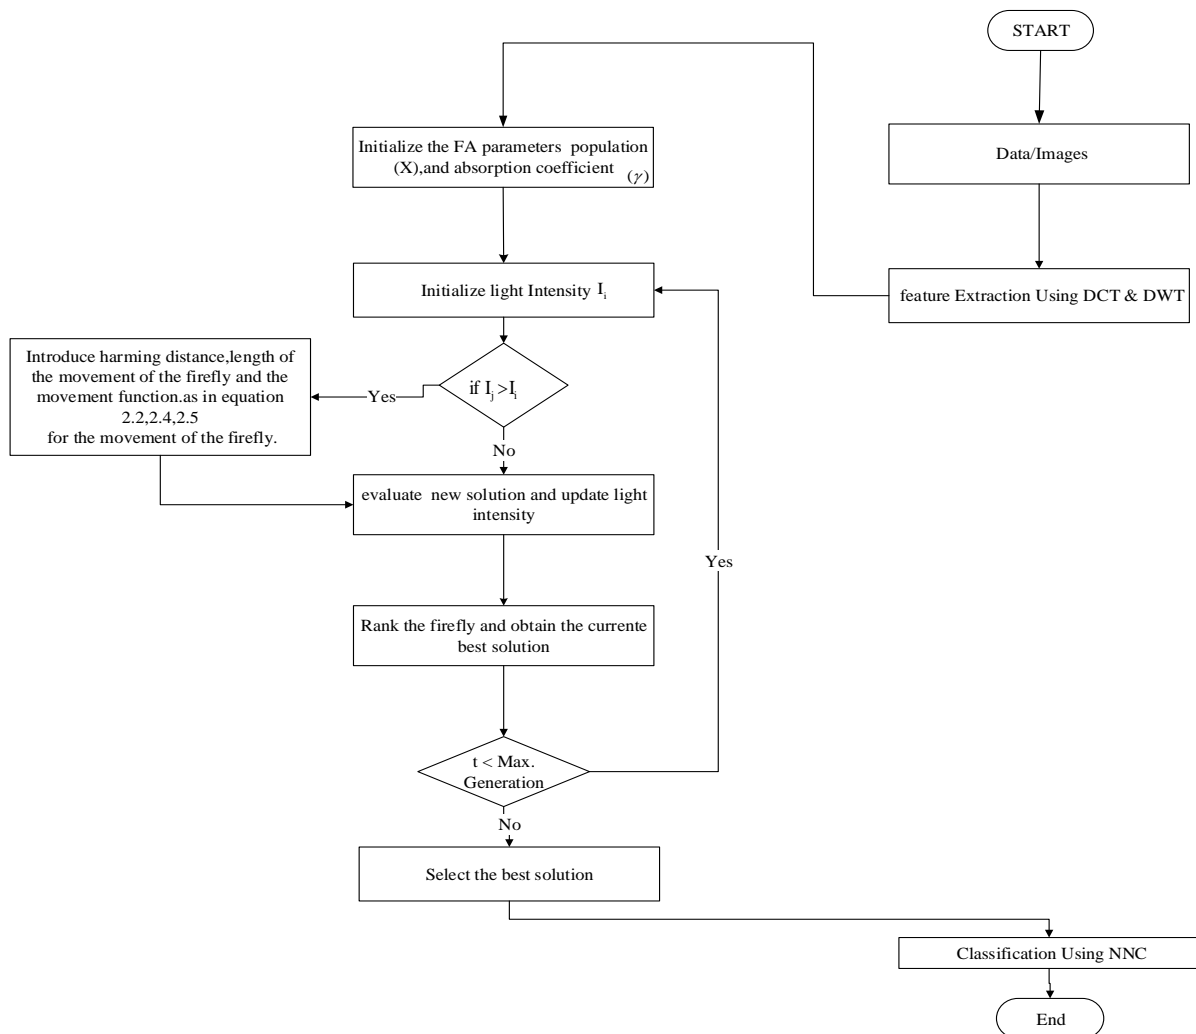 START
Data/Images
feature Extraction Using DCT & DWT
Initialize the FA parameters population
(X),and absorption coefficient
(γ)
Initialize light Intensity Iᵢ
if Iⱼ >Iᵢ
Yes
Introduce harming distance,length of
the movement of the firefly and the
movement function.as in equation
2.2,2.4,2.5
for the movement of the firefly.
No
evaluate new solution and update light
intensity
Rank the firefly and obtain the currente
best solution
t < Max.
Generation
Yes
No
Select the best solution
Classification Using NNC
End